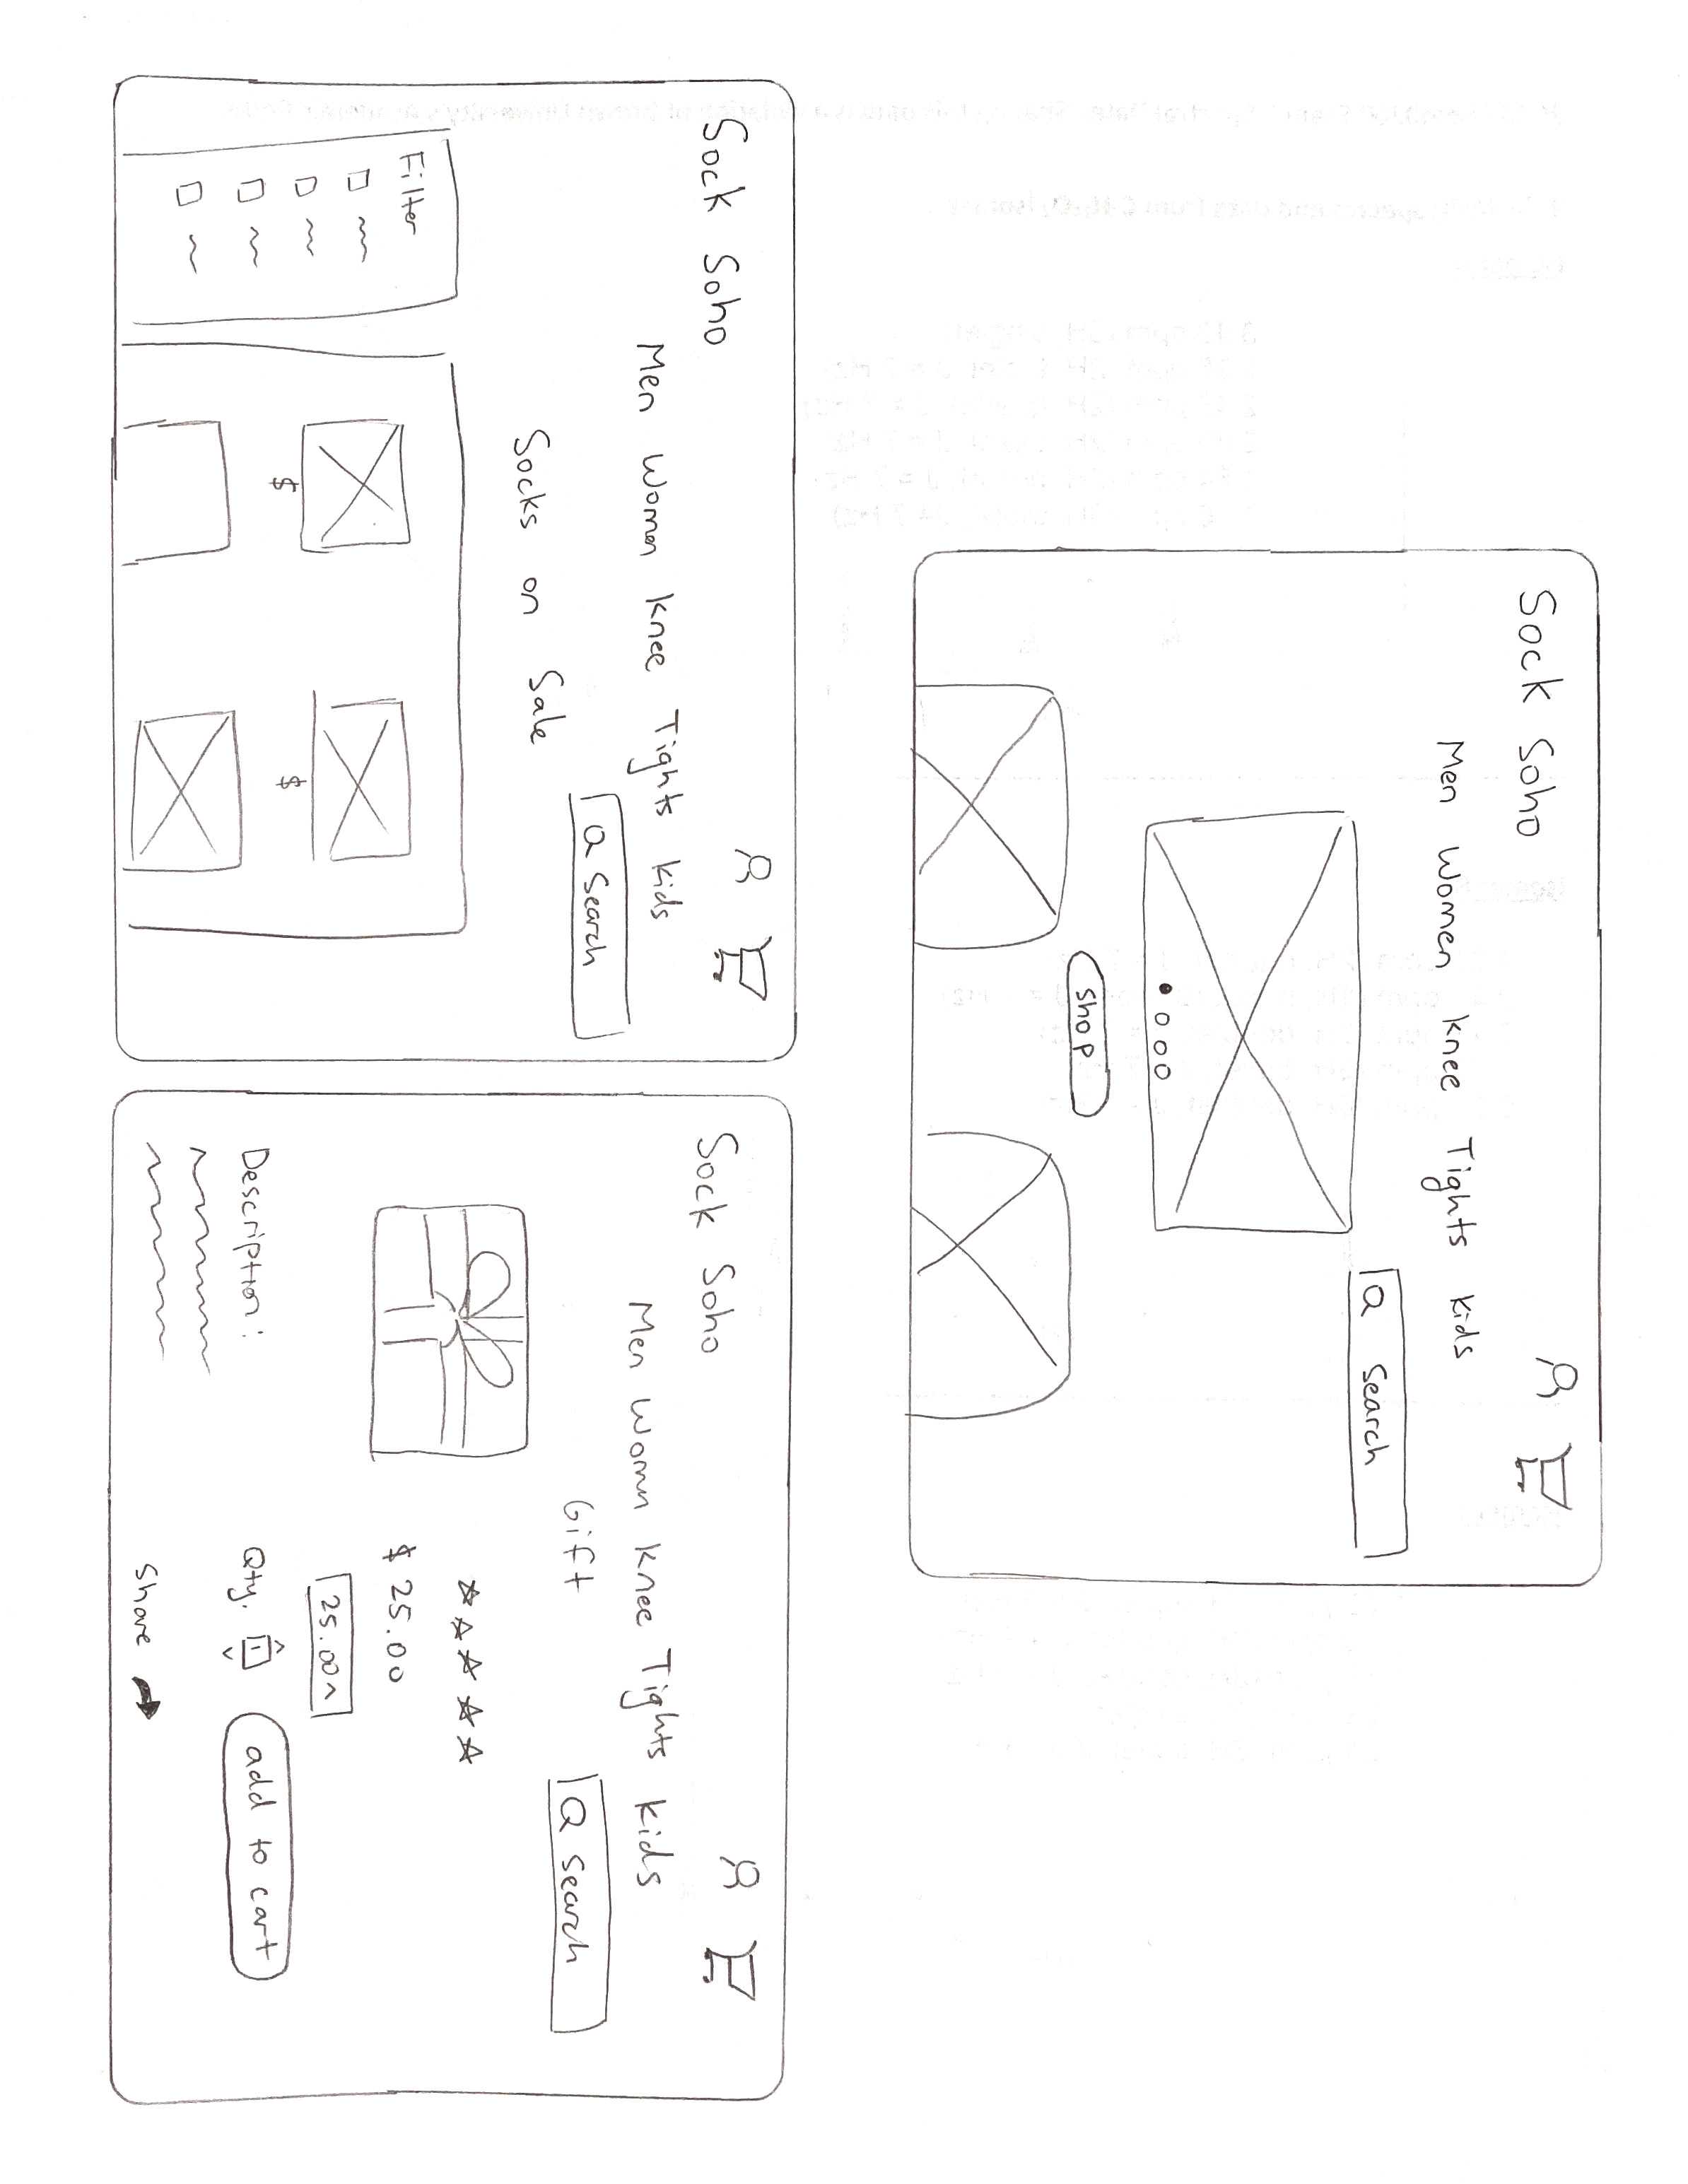 Sock Soho
Men Women Knee Tights Kids
Q Search
Shop
Sock Soho
Men Women Knee Tights Kids
Q Search
Socks on Sale
Filter
$ $
Sock Soho
Men Women Knee Tights Kids
Q Search
Gift
$ 25.00
25.00 ^
Qty. 1 add to cart
Description:
Share